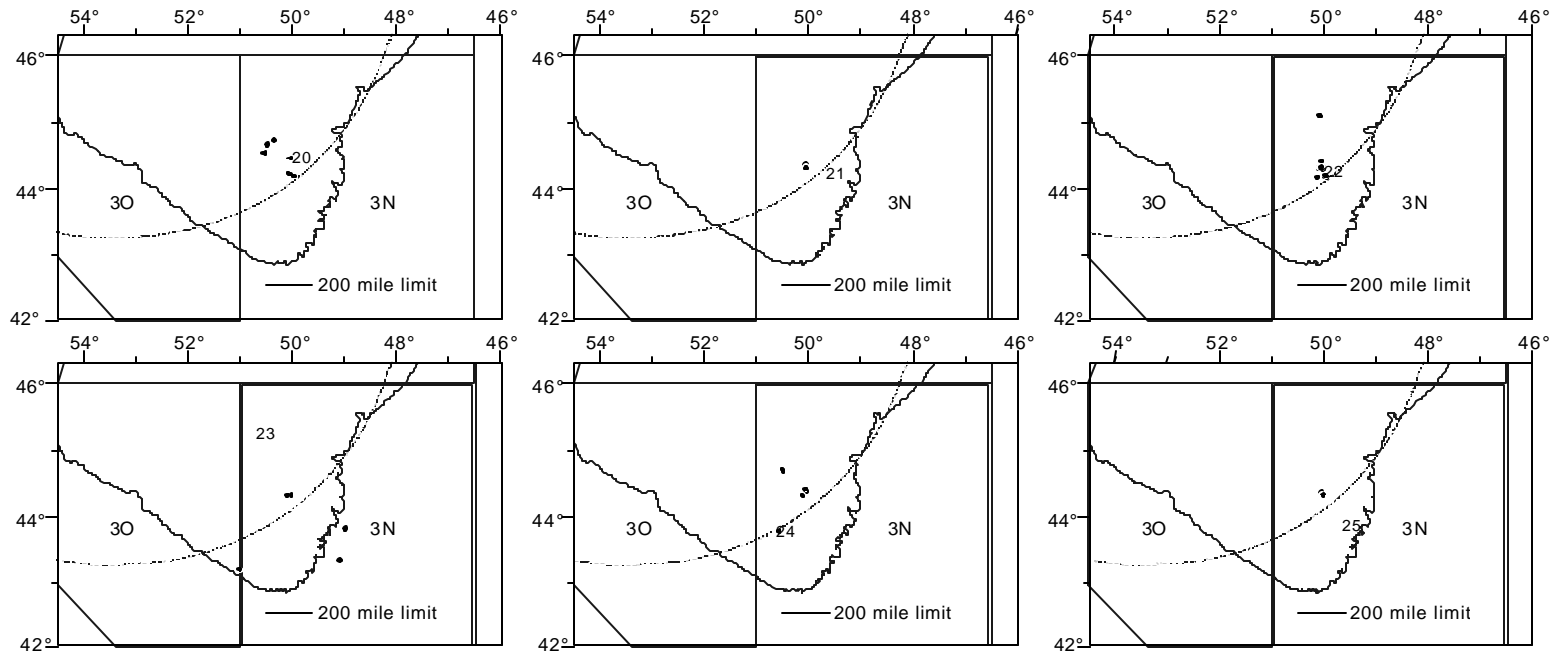 54° 52° 50° 48° 54° 52° 50° 48° 46° 54° 52° 50° 48° 46°
46° 46° 46°
20 21 22
44° 44° 44°
3O 3N 3O 3N 3O 3N
200 mile limit 200 mile limit 200 mile limit
42° 42° 42°
54° 52° 50° 48° 46° 54° 52° 50° 48° 46° 54° 52° 50° 48° 46°
46° 46° 46°
23
44° 44° 44°
3O 3N 3O 24 3N 3O 25 3N
200 mile limit 200 mile limit 200 mile limit
42° 42° 42°